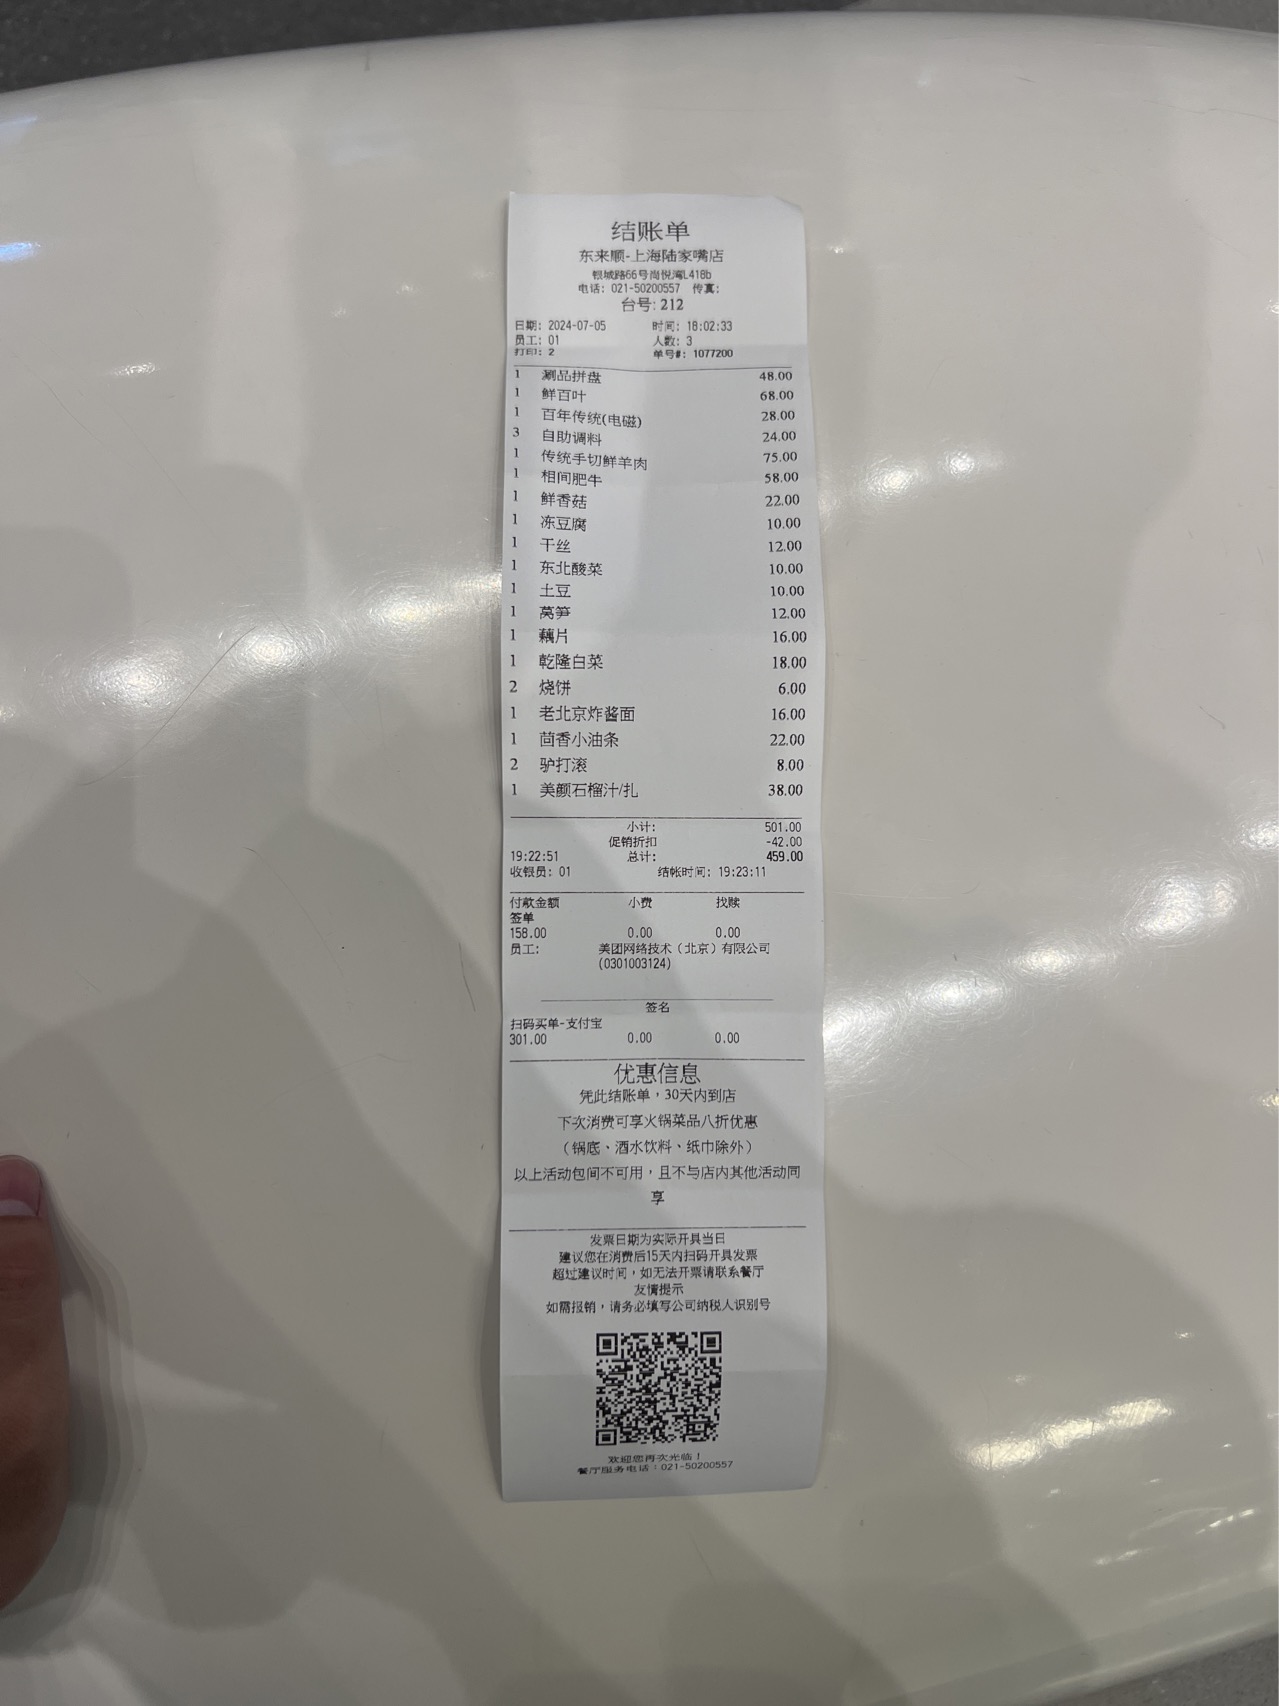 结账单
东来顺-上海陆家嘴店
银城路66号尚悦湾L418b
电话: 021-50200557 传真:
台号: 212
日期: 2024-07-05 时间: 18:02:33
员工: 01 人数: 3
打印: 2 单号#: 1077200
1 涮品拼盘 48.00
1 鲜百叶 68.00
1 百年传统(电磁) 28.00
3 自助调料 24.00
1 传统手切鲜羊肉 75.00
1 相间肥牛 58.00
1 鲜香菇 22.00
1 冻豆腐 10.00
1 干丝 12.00
1 东北酸菜 10.00
1 土豆 10.00
1 莴笋 12.00
1 藕片 16.00
1 乾隆白菜 18.00
2 烧饼 6.00
1 老北京炸酱面 16.00
1 茴香小油条 22.00
2 驴打滚 8.00
1 美颜石榴汁/扎 38.00
小计: 501.00
促销折扣 -42.00
19:22:51 总计: 459.00
收银员: 01 结帐时间: 19:23:11
付款金额 小费 找赎
签单
158.00 0.00 0.00
员工: 美团网络技术（北京）有限公司
(0301003124)
签名
扫码买单-支付宝
301.00 0.00 0.00
优惠信息
凭此结账单，30天内到店
下次消费可享火锅菜品八折优惠
（锅底、酒水饮料、纸巾除外）
以上活动包间不可用，且不与店内其他活动同
享
发票日期为实际开具当日
建议您在消费后15天内扫码开具发票
超过建议时间，如无法开票请联系餐厅
友情提示
如需报销，请务必填写公司纳税人识别号
欢迎您再次光临！
餐厅服务电话：021-50200557